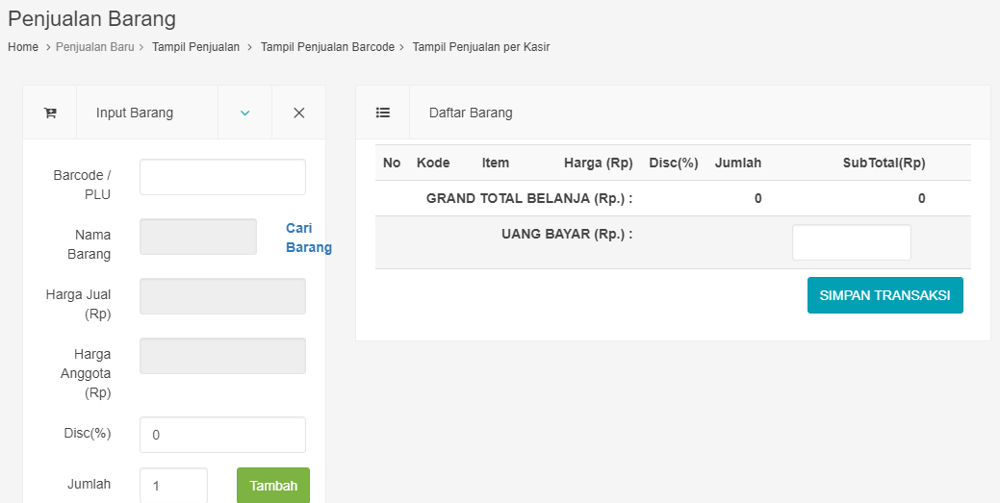 Penjualan Barang
Home > Penjualan Baru > Tampil Penjualan > Tampil Penjualan Barcode > Tampil Penjualan per Kasir
Input Barang
Barcode /
PLU
Nama
Barang
Cari
Barang
Harga Jual
(Rp)
Harga
Anggota
(Rp)
Disc(%)
0
Jumlah
1
Tambah
Daftar Barang
No Kode Item Harga (Rp) Disc(%) Jumlah SubTotal(Rp)
GRAND TOTAL BELANJA (Rp.) : 0 0
UANG BAYAR (Rp.) :
SIMPAN TRANSAKSI